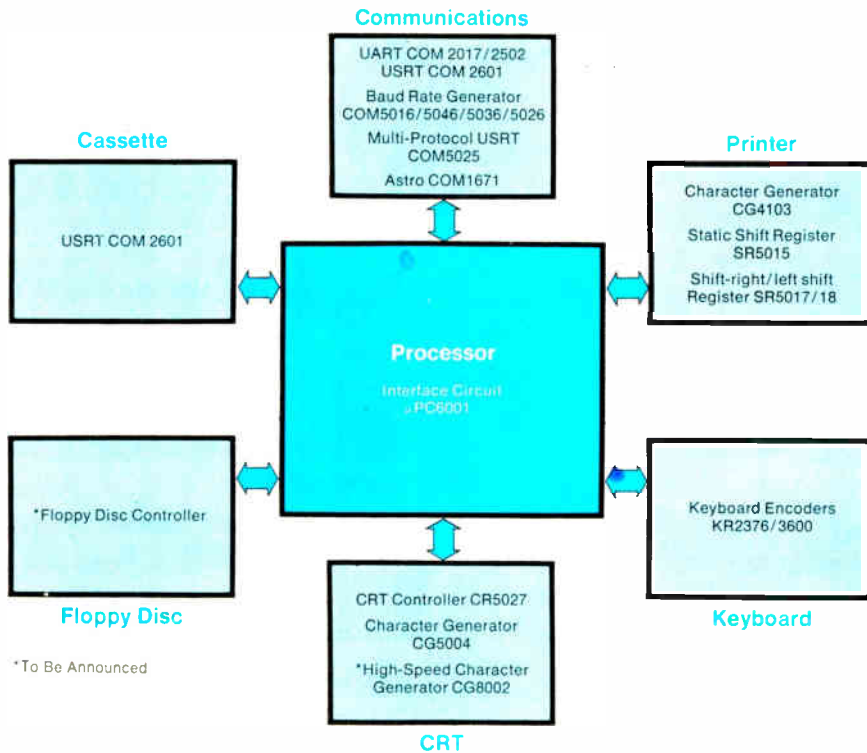 Communications
UART COM 2017/2502
USRT COM 2601
Baud Rate Generator
COM5016/5046/5036/5026
Multi-Protocol USRT
COM5025
Astro COM1671
Cassette
USRT COM 2601
Printer
Character Generator
CG4103
Static Shift Register
SR5015
Shift-right/left shift
Register SR5017/18
Processor
Interface Circuit
μPC6001
*Floppy Disc Controller
Floppy Disc
Keyboard Encoders
KR2376/3600
Keyboard
CRT Controller CR5027
Character Generator
CG5004
*High-Speed Character
Generator CG8002
CRT
*To Be Announced